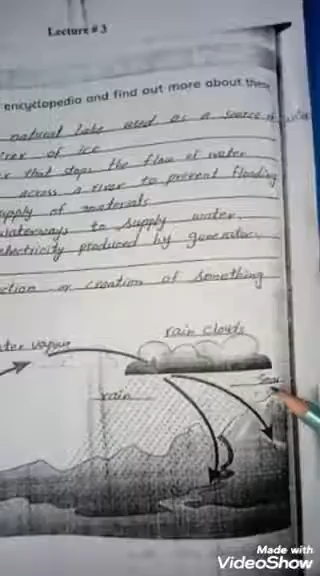 Lecture # 3
encyclopedia and find out more about these
natural lake used as a source of water
of ice
that stops the flow of water
across a river to prevent flooding
supply of materials
waterways to supply water.
electricity produced by generator.
ction or creation of something
rain clouds
ter vapour
rain
Made with
VideoShow